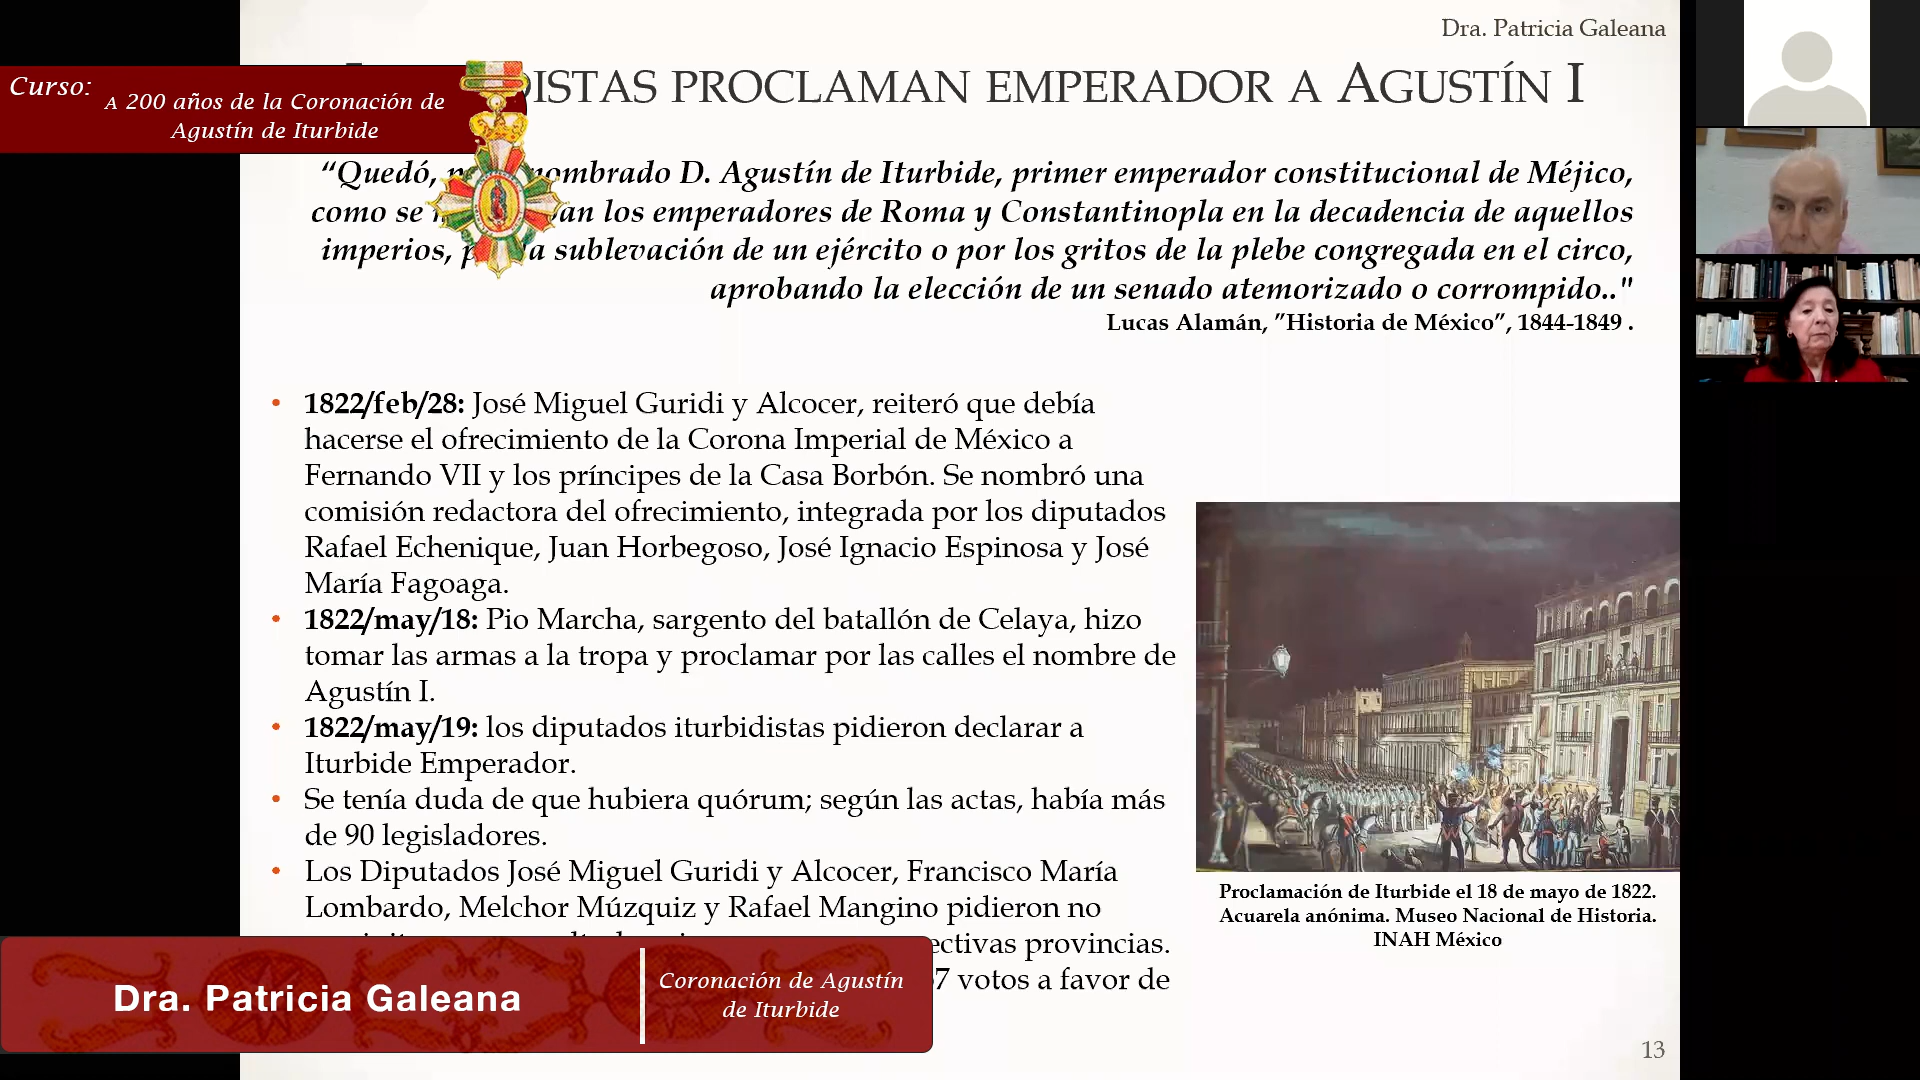 Dra. Patricia Galeana
Curso:
A 200 años de la Coronación de
Agustín de Iturbide
DISTAS PROCLAMAN EMPERADOR A AGUSTÍN I
“Quedó, nombrado D. Agustín de Iturbide, primer emperador constitucional de Méjico,
como se los emperadores de Roma y Constantinopla en la decadencia de aquellos
imperios, a sublevación de un ejército o por los gritos de la plebe congregada en el circo,
aprobando la elección de un senado atemorizado o corrompido.."
Lucas Alamán, ”Historia de México”, 1844-1849 .
• 1822/feb/28: José Miguel Guridi y Alcocer, reiteró que debía
hacerse el ofrecimiento de la Corona Imperial de México a
Fernando VII y los príncipes de la Casa Borbón. Se nombró una
comisión redactora del ofrecimiento, integrada por los diputados
Rafael Echenique, Juan Horbegoso, José Ignacio Espinosa y José
María Fagoaga.
• 1822/may/18: Pio Marcha, sargento del batallón de Celaya, hizo
tomar las armas a la tropa y proclamar por las calles el nombre de
Agustín I.
• 1822/may/19: los diputados iturbidistas pidieron declarar a
Iturbide Emperador.
• Se tenía duda de que hubiera quórum; según las actas, había más
de 90 legisladores.
• Los Diputados José Miguel Guridi y Alcocer, Francisco María
Lombardo, Melchor Múzquiz y Rafael Mangino pidieron no
provincias.
votos a favor de
Proclamación de Iturbide el 18 de mayo de 1822.
Acuarela anónima. Museo Nacional de Historia.
INAH México
Dra. Patricia Galeana
Coronación de Agustín
de Iturbide
13